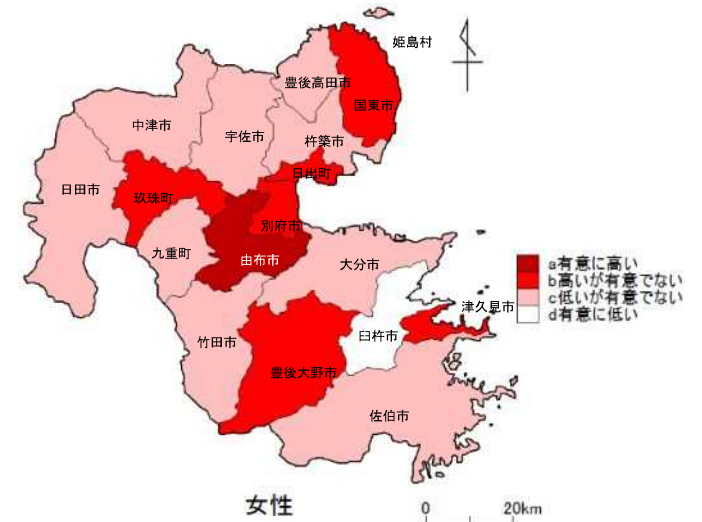 姫島村
豊後高田市
国東市
中津市
宇佐市
杵築市
日出町
日田市
玖珠町
別府市
九重町
由布市
大分市
a有意に高い
b高いが有意でない
c低いが有意でない
d有意に低い
津久見市
臼杵市
竹田市
豊後大野市
佐伯市
女性
0 20km